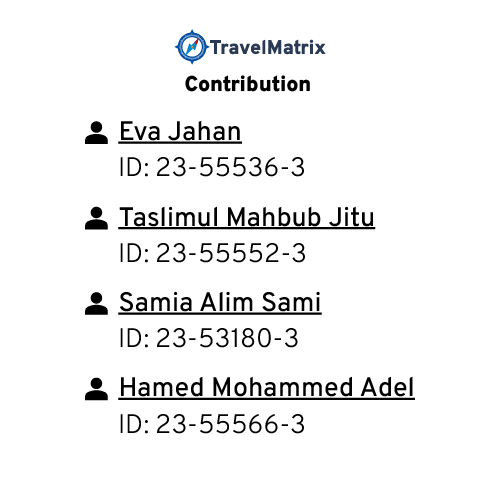 TravelMatrix
Contribution
Eva Jahan
ID: 23-55536-3
Taslimul Mahbub Jitu
ID: 23-55552-3
Samia Alim Sami
ID: 23-53180-3
Hamed Mohammed Adel
ID: 23-55566-3